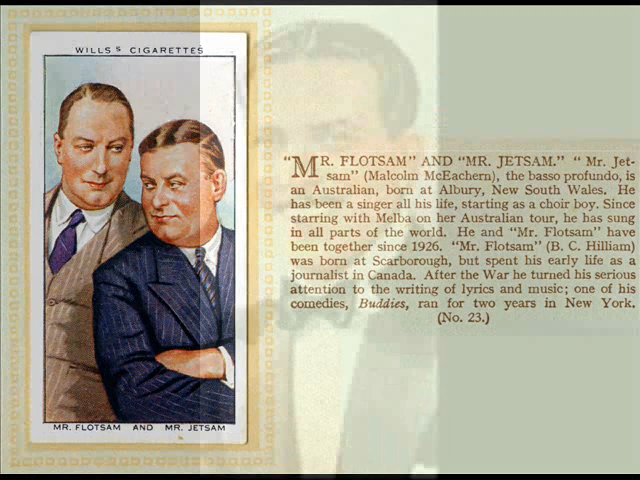 WILLS'S CIGARETTES
MR. FLOTSAM AND MR. JETSAM
"MR. FLOTSAM" AND "MR. JETSAM." " Mr. Jet-
sam" (Malcolm McEachern), the basso profundo, is
an Australian, born at Albury, New South Wales. He
has been a singer all his life, starting as a choir boy. Since
starring with Melba on her Australian tour, he has sung
in all parts of the world. He and "Mr. Flotsam" have
been together since 1926. "Mr. Flotsam" (B. C. Hilliam)
was born at Scarborough, but spent his early life as a
journalist in Canada. After the War he turned his serious
attention to the writing of lyrics and music; one of his
comedies, Buddies, ran for two years in New York.
(No. 23.)